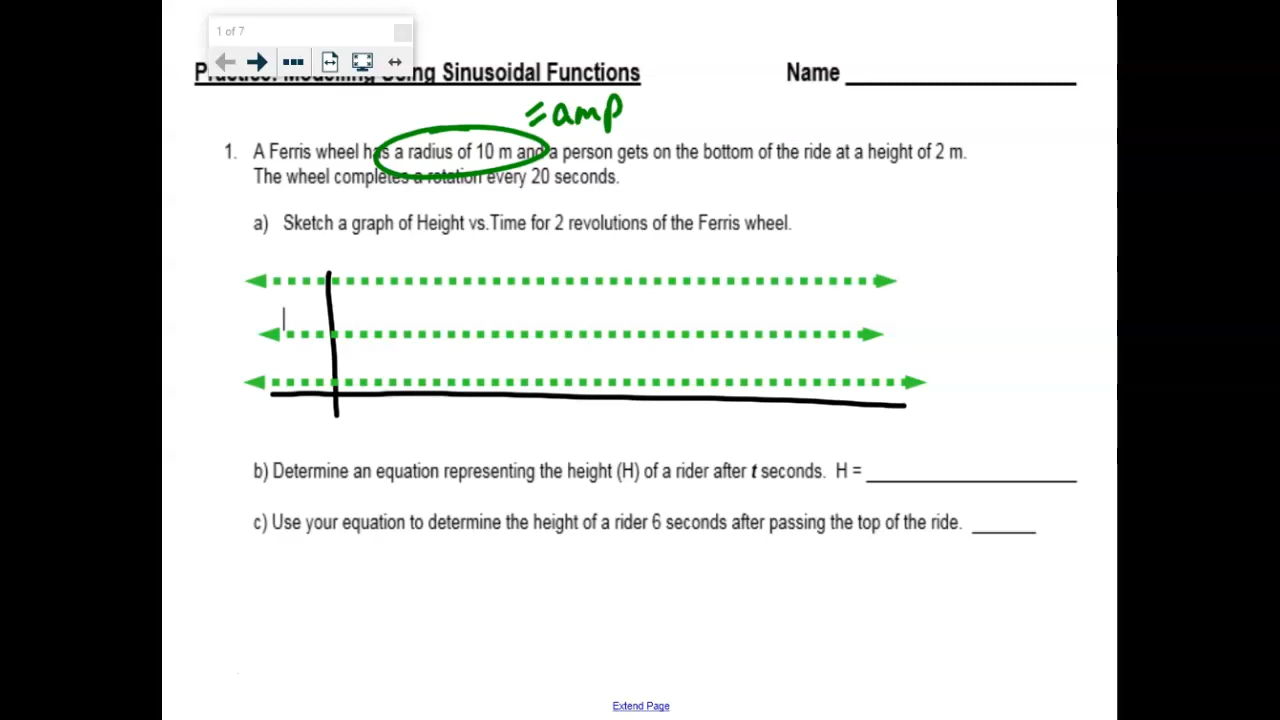 1 of 7
Practice: Modelling Using Sinusoidal Functions Name
= amp
1. A Ferris wheel has a radius of 10 m and a person gets on the bottom of the ride at a height of 2 m.
The wheel completes a rotation every 20 seconds.
a) Sketch a graph of Height vs.Time for 2 revolutions of the Ferris wheel.
b) Determine an equation representing the height (H) of a rider after t seconds. H =
c) Use your equation to determine the height of a rider 6 seconds after passing the top of the ride.
Extend Page